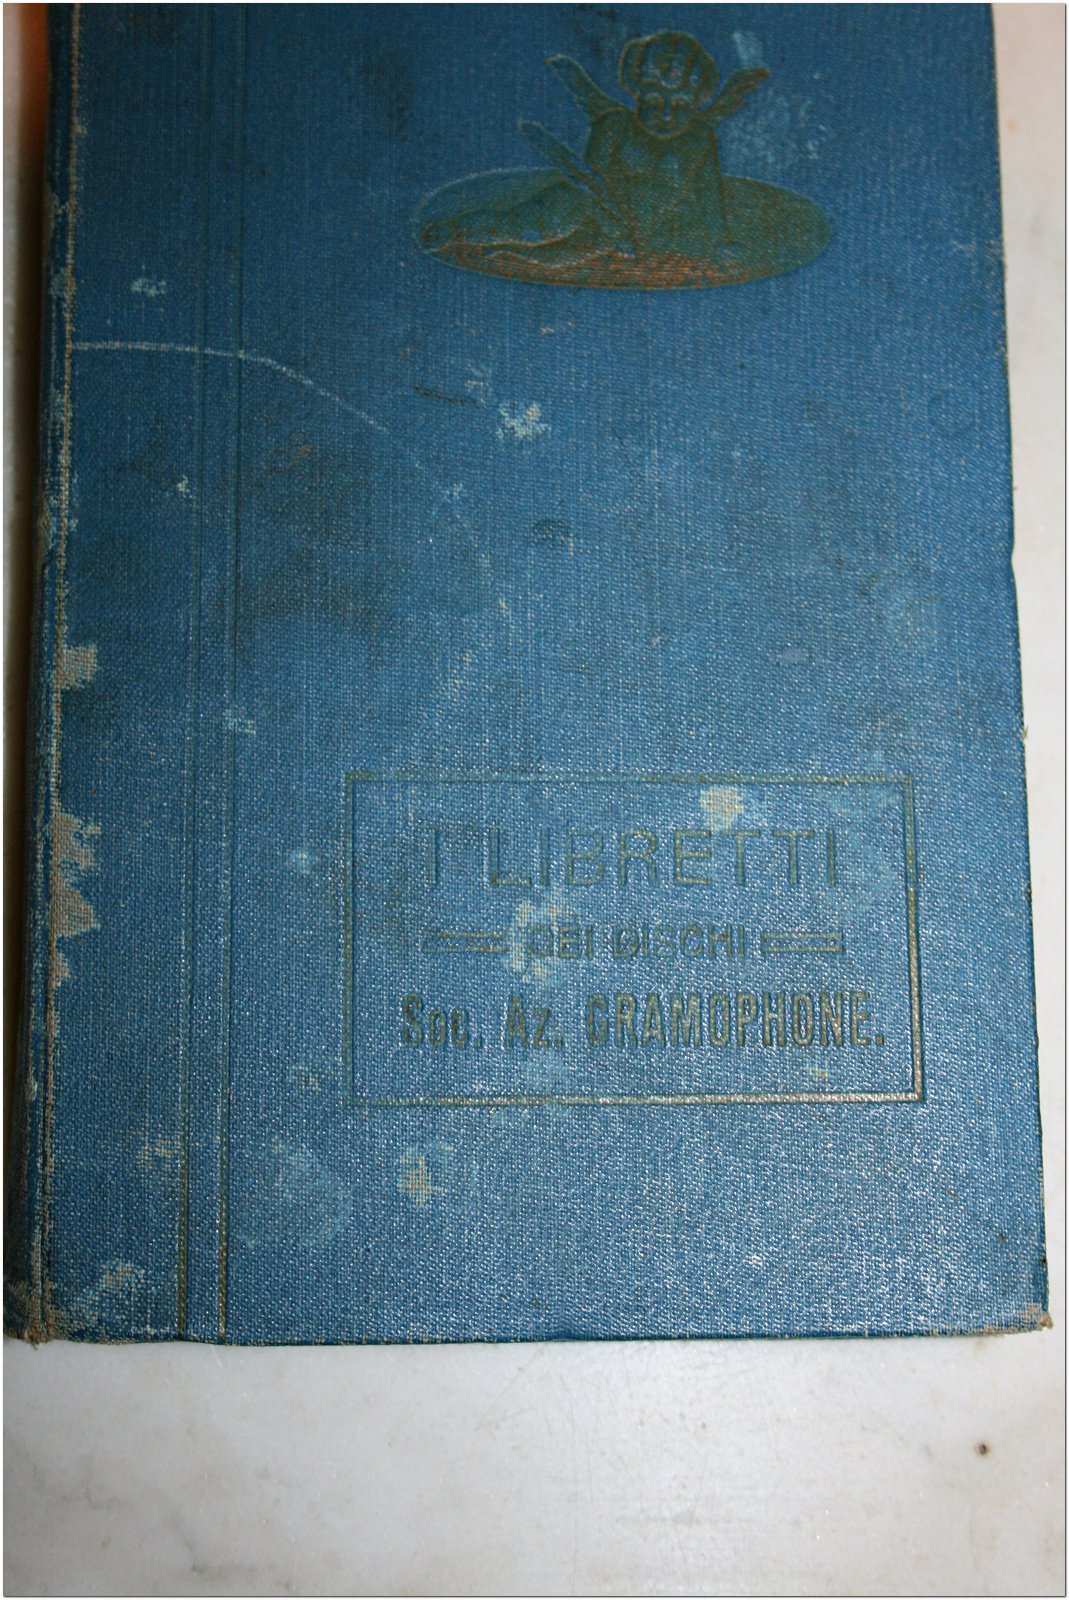 I LIBRETTI
DEI DISCHI
Soc. Az. GRAMOPHONE.